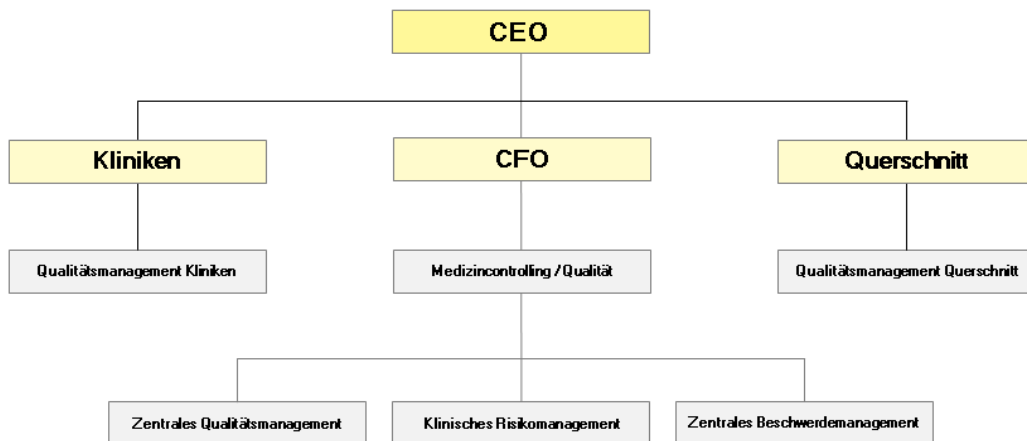 CEO
Kliniken
CFO
Querschnitt
Qualitätsmanagement Kliniken
Medizincontrolling / Qualität
Qualitätsmanagement Querschnitt
Zentrales Qualitätsmanagement
Klinisches Risikomanagement
Zentrales Beschwerdemanagement